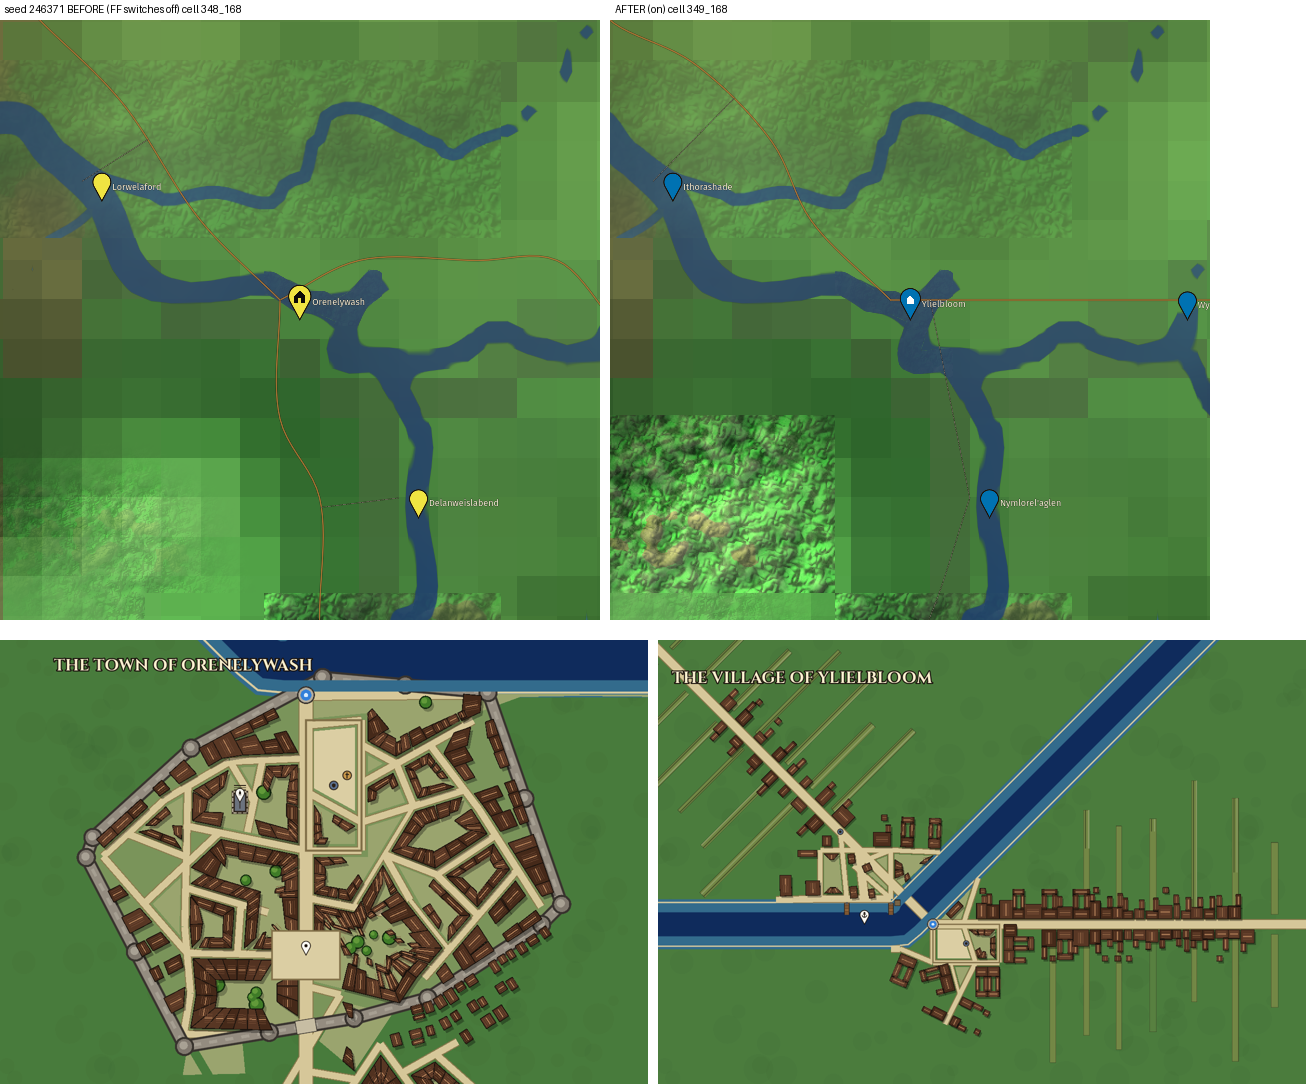 seed 246371 BEFORE (FF switches off) cell 348_168
AFTER (on) cell 349_168
Lorwelaford
Orenelywash
Delanweislabend
Ithorashade
Ylielbloom
Wy
Nymlorel'aglen
THE TOWN OF ORENELYWASH
THE VILLAGE OF YLIELBLOOM